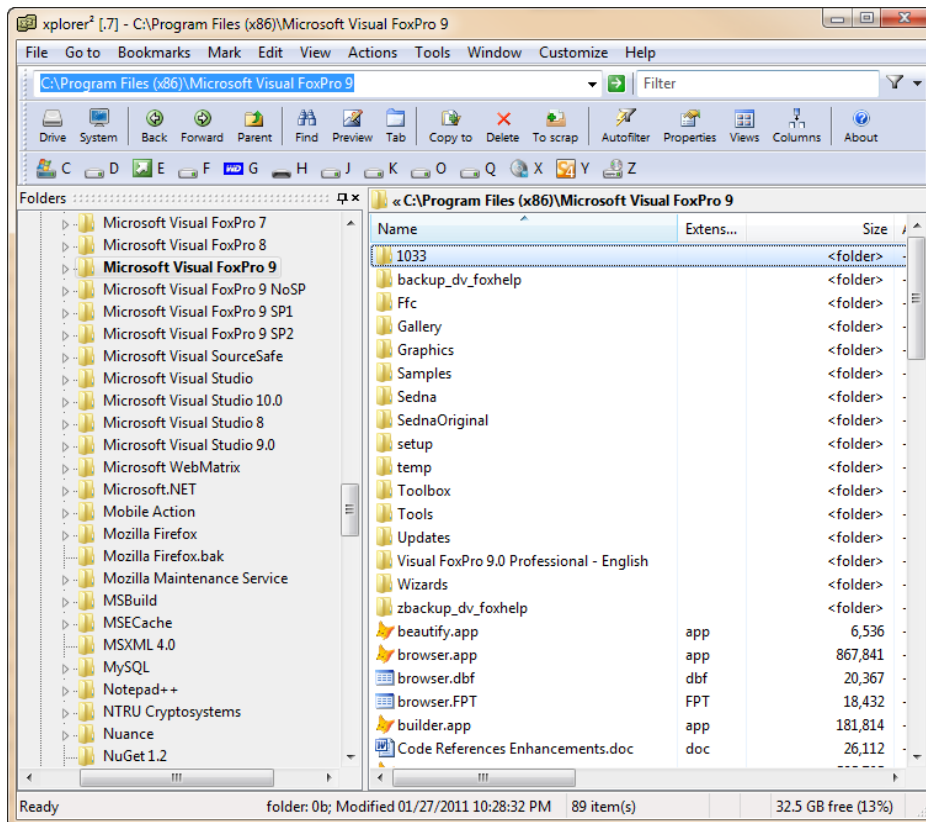 xplorer² [.7] - C:\Program Files (x86)\Microsoft Visual FoxPro 9
File Go to Bookmarks Mark Edit View Actions Tools Window Customize Help
C:\Program Files (x86)\Microsoft Visual FoxPro 9 Filter
Drive System Back Forward Parent Find Preview Tab Copy to Delete To scrap Autofilter Properties Views Columns About
C D E F WD G H J K O Q X S4 Y Z
Folders « C:\Program Files (x86)\Microsoft Visual FoxPro 9
Microsoft Visual FoxPro 7
Microsoft Visual FoxPro 8
Microsoft Visual FoxPro 9
Microsoft Visual FoxPro 9 NoSP
Microsoft Visual FoxPro 9 SP1
Microsoft Visual FoxPro 9 SP2
Microsoft Visual SourceSafe
Microsoft Visual Studio
Microsoft Visual Studio 10.0
Microsoft Visual Studio 8
Microsoft Visual Studio 9.0
Microsoft WebMatrix
Microsoft.NET
Mobile Action
Mozilla Firefox
Mozilla Firefox.bak
Mozilla Maintenance Service
MSBuild
MSECache
MSXML 4.0
MySQL
Notepad++
NTRU Cryptosystems
Nuance
NuGet 1.2
Name Extens... Size
1033 <folder>
backup_dv_foxhelp <folder>
Ffc <folder>
Gallery <folder>
Graphics <folder>
Samples <folder>
Sedna <folder>
SednaOriginal <folder>
setup <folder>
temp <folder>
Toolbox <folder>
Tools <folder>
Updates <folder>
Visual FoxPro 9.0 Professional - English <folder>
Wizards <folder>
zbackup_dv_foxhelp <folder>
beautify.app app 6,536
browser.app app 867,841
browser.dbf dbf 20,367
browser.FPT FPT 18,432
builder.app app 181,814
Code References Enhancements.doc doc 26,112
Ready folder: 0b; Modified 01/27/2011 10:28:32 PM 89 item(s) 32.5 GB free (13%)